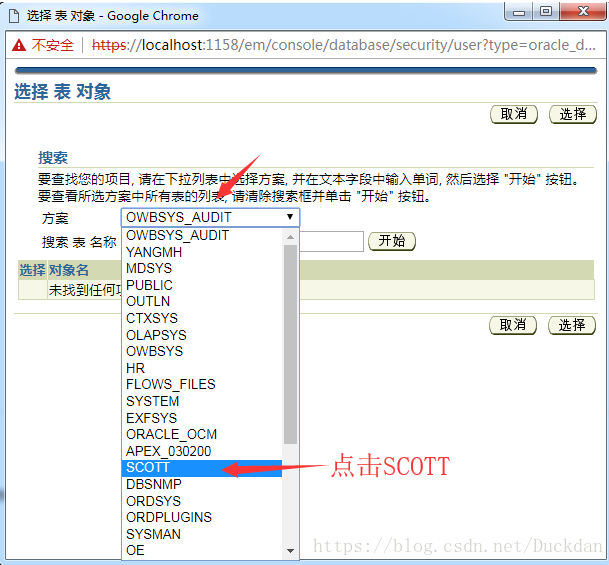 选择 表 对象 - Google Chrome
不安全 https://localhost:1158/em/console/database/security/user?type=oracle_d...
选择 表 对象
取消 选择
搜索
要查找您的项目, 请在下拉列表中选择方案, 并在文本字段中输入单词, 然后选择 "开始" 按钮。
要查看所选方案中所有表的列表, 请清除搜索框并单击 "开始" 按钮。
方案 OWBSYS_AUDIT
搜索 表 名称 开始
选择 对象名
未找到任何
取消 选择
OWBSYS_AUDIT
YANGMH
MDSYS
PUBLIC
OUTLN
CTXSYS
OLAPSYS
OWBSYS
HR
FLOWS_FILES
SYSTEM
EXFSYS
ORACLE_OCM
APEX_030200
SCOTT
点击SCOTT
DBSNMP
ORDSYS
ORDPLUGINS
SYSMAN
OE
https://blog.csdn.net/Duckdan